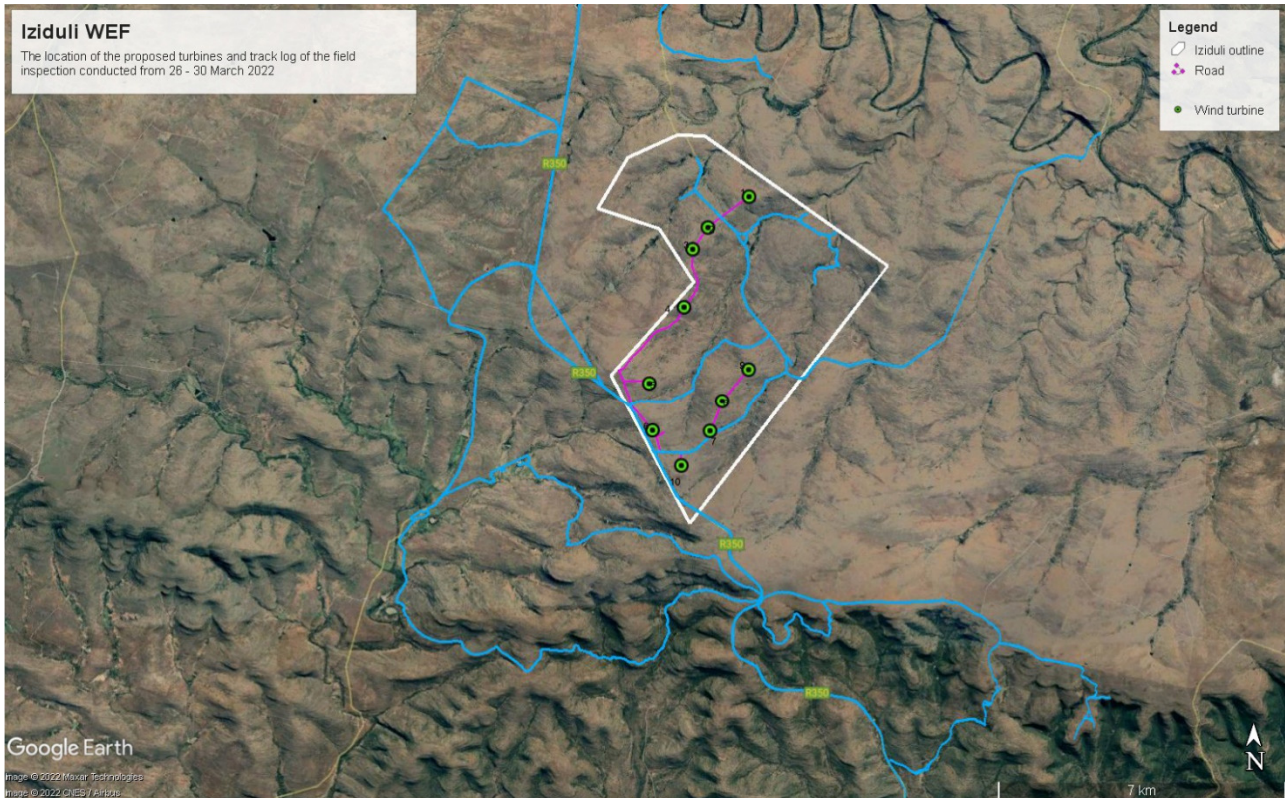 Iziduli WEF
The location of the proposed turbines and track log of the field
inspection conducted from 26 - 30 March 2022
Legend
Iziduli outline
Road
Wind turbine
R350
R350
10
R350
R350
Google Earth
Image © 2022 Maxar Technologies
Image © 2022 CNES / Airbus
7 km
N